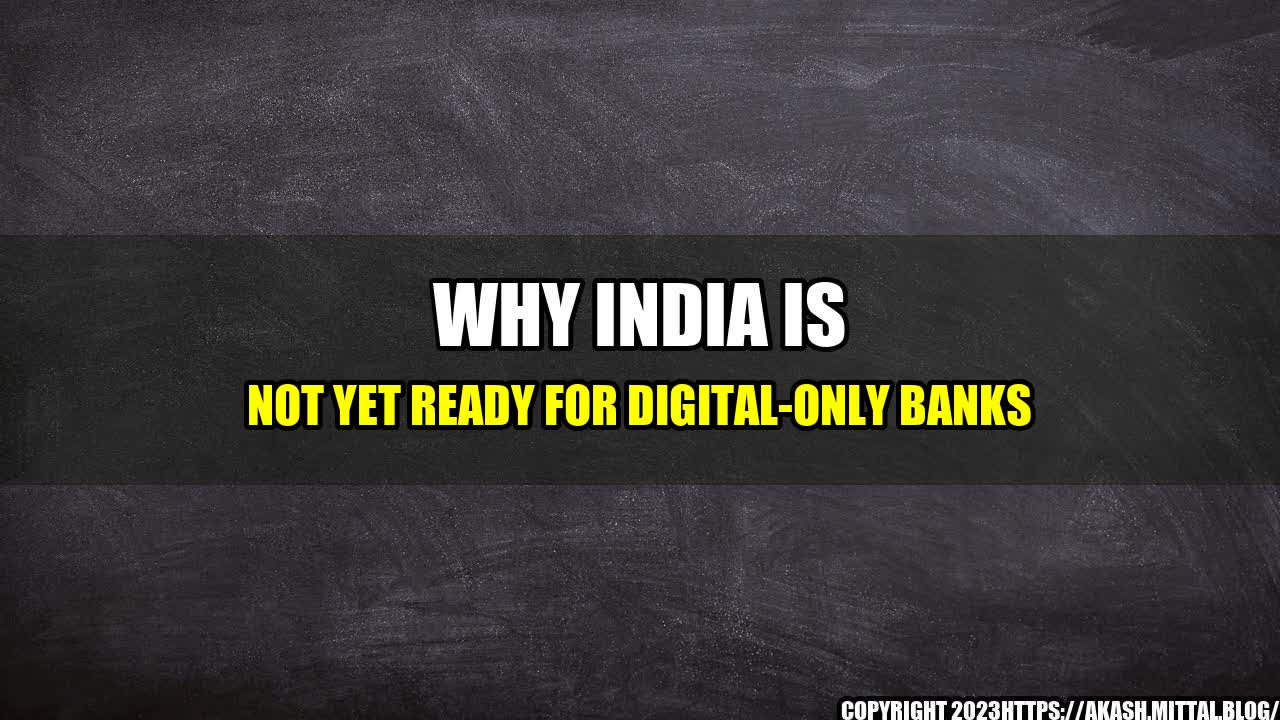 WHY INDIA IS
NOT YET READY FOR DIGITAL-ONLY BANKS
COPYRIGHT 2023HTTPS://AKASH.MITTAL.BLOG/